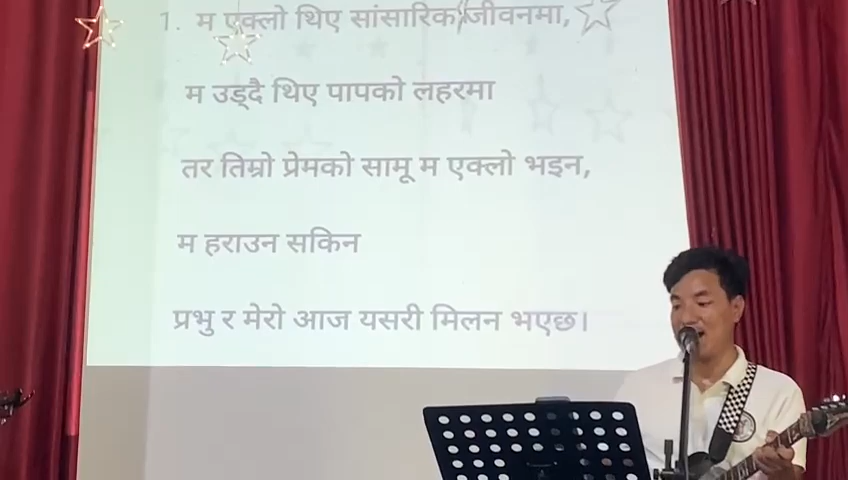 1. म एक्लो थिए सांसारिक जीवनमा,
म उड्दै थिए पापको लहरमा
तर तिम्रो प्रेमको सामू म एक्लो भइन,
म हराउन सकिन
प्रभु र मेरो आज यसरी मिलन भएछ।